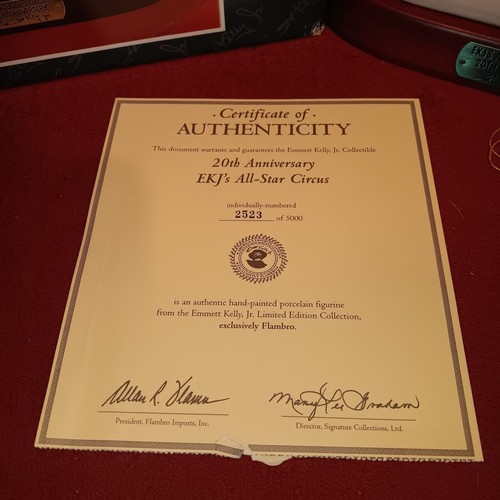 · Certificate of ·
AUTHENTICITY
This document warrants and guarantees the Emmett Kelly, Jr. Collectible
20th Anniversary
EKJ's All-Star Circus
individually-numbered
2523 of 5000
is an authentic hand-painted porcelain figurine
from the Emmett Kelly, Jr. Limited Edition Collection,
exclusively Flambro.
President, Flambro Imports, Inc.
Director, Signature Collections, Ltd.
EKJ'S